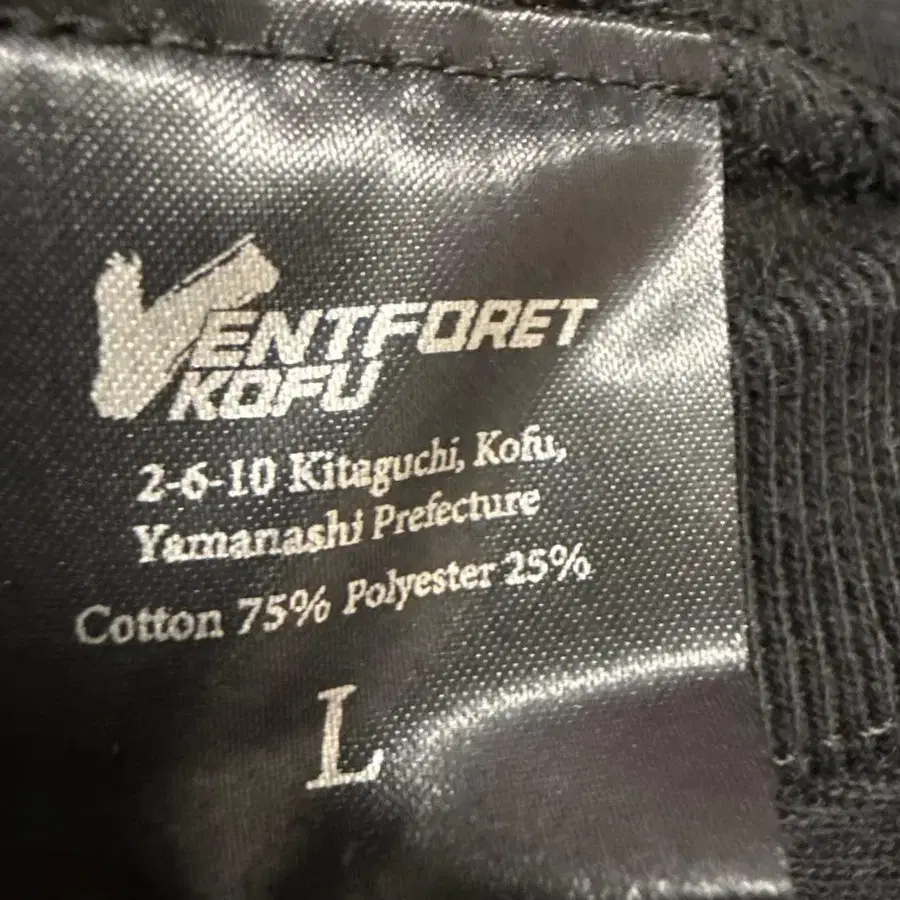 VENTFORET
KOFU
2-6-10 Kitaguchi, Kofu,
Yamanashi Prefecture
Cotton 75% Polyester 25%
L